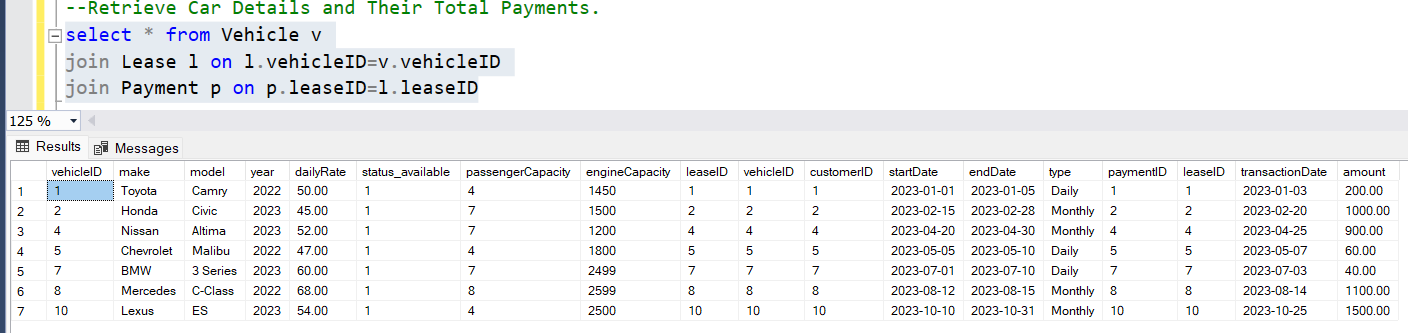 --Retrieve Car Details and Their Total Payments.
select * from Vehicle v
join Lease l on l.vehicleID=v.vehicleID
join Payment p on p.leaseID=l.leaseID
125 %
Results Messages
vehicleID make model year dailyRate status_available passengerCapacity engineCapacity leaseID vehicleID customerID startDate endDate type paymentID leaseID transactionDate amount
1 1 Toyota Camry 2022 50.00 1 4 1450 1 1 1 2023-01-01 2023-01-05 Daily 1 1 2023-01-03 200.00
2 2 Honda Civic 2023 45.00 1 7 1500 2 2 2 2023-02-15 2023-02-28 Monthly 2 2 2023-02-20 1000.00
3 4 Nissan Altima 2023 52.00 1 7 1200 4 4 4 2023-04-20 2023-04-30 Monthly 4 4 2023-04-25 900.00
4 5 Chevrolet Malibu 2022 47.00 1 4 1800 5 5 5 2023-05-05 2023-05-10 Daily 5 5 2023-05-07 60.00
5 7 BMW 3 Series 2023 60.00 1 7 2499 7 7 7 2023-07-01 2023-07-10 Daily 7 7 2023-07-03 40.00
6 8 Mercedes C-Class 2022 68.00 1 8 2599 8 8 8 2023-08-12 2023-08-15 Monthly 8 8 2023-08-14 1100.00
7 10 Lexus ES 2023 54.00 1 4 2500 10 10 10 2023-10-10 2023-10-31 Monthly 10 10 2023-10-25 1500.00